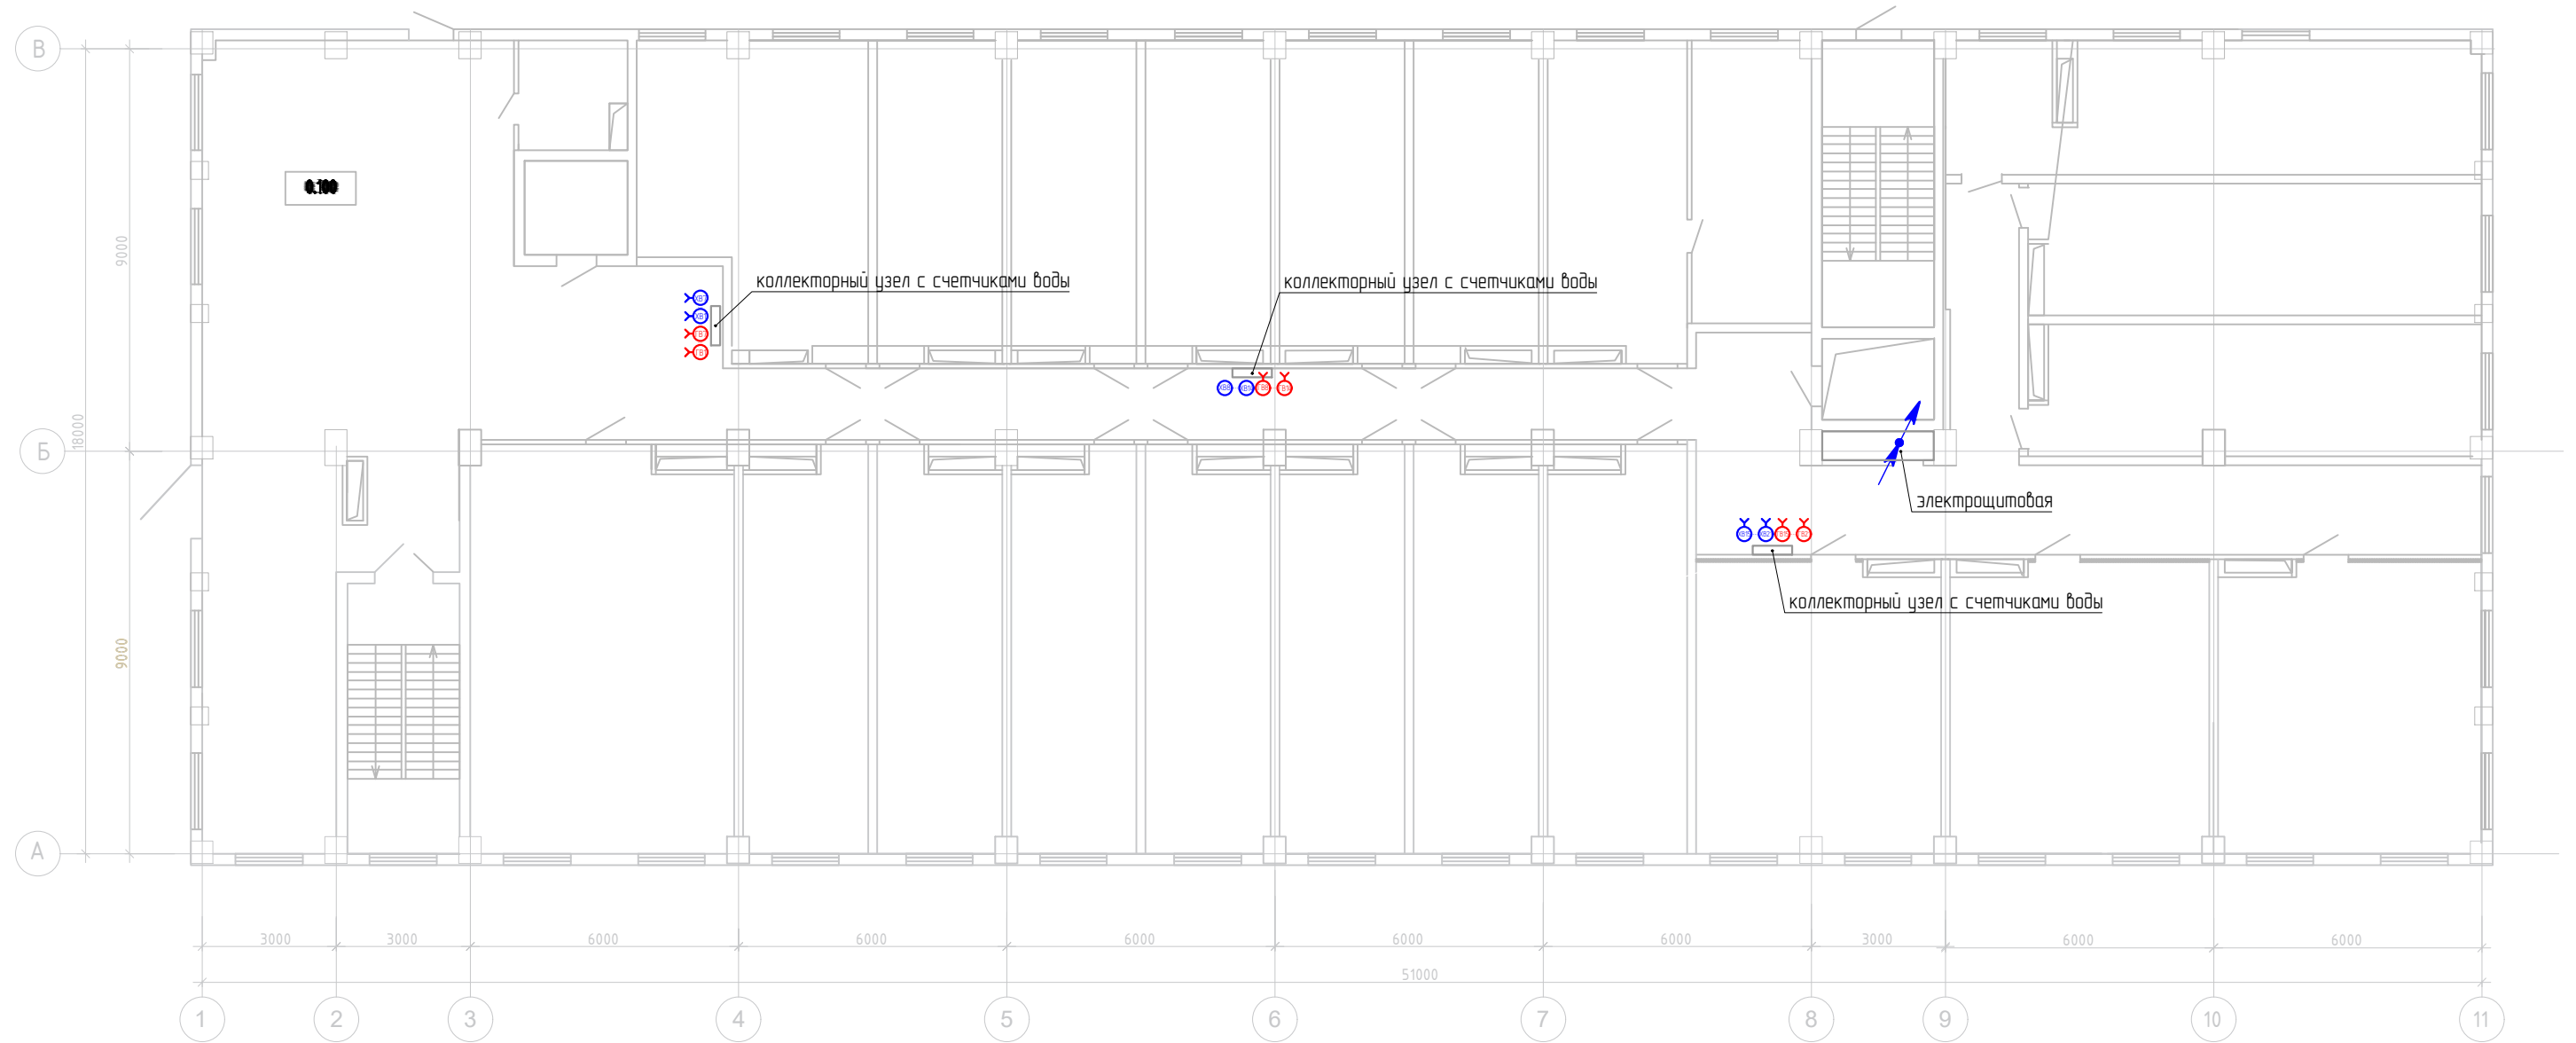 В
0.100
9000
коллекторный узел с счетчиками воды
коллекторный узел с счетчиками воды
18000
Б
электрощитовая
коллекторный узел с счетчиками воды
9000
А
3000 3000 6000 6000 6000 6000 6000 3000 6000 6000
51000
1 2 3 4 5 6 7 8 9 10 11